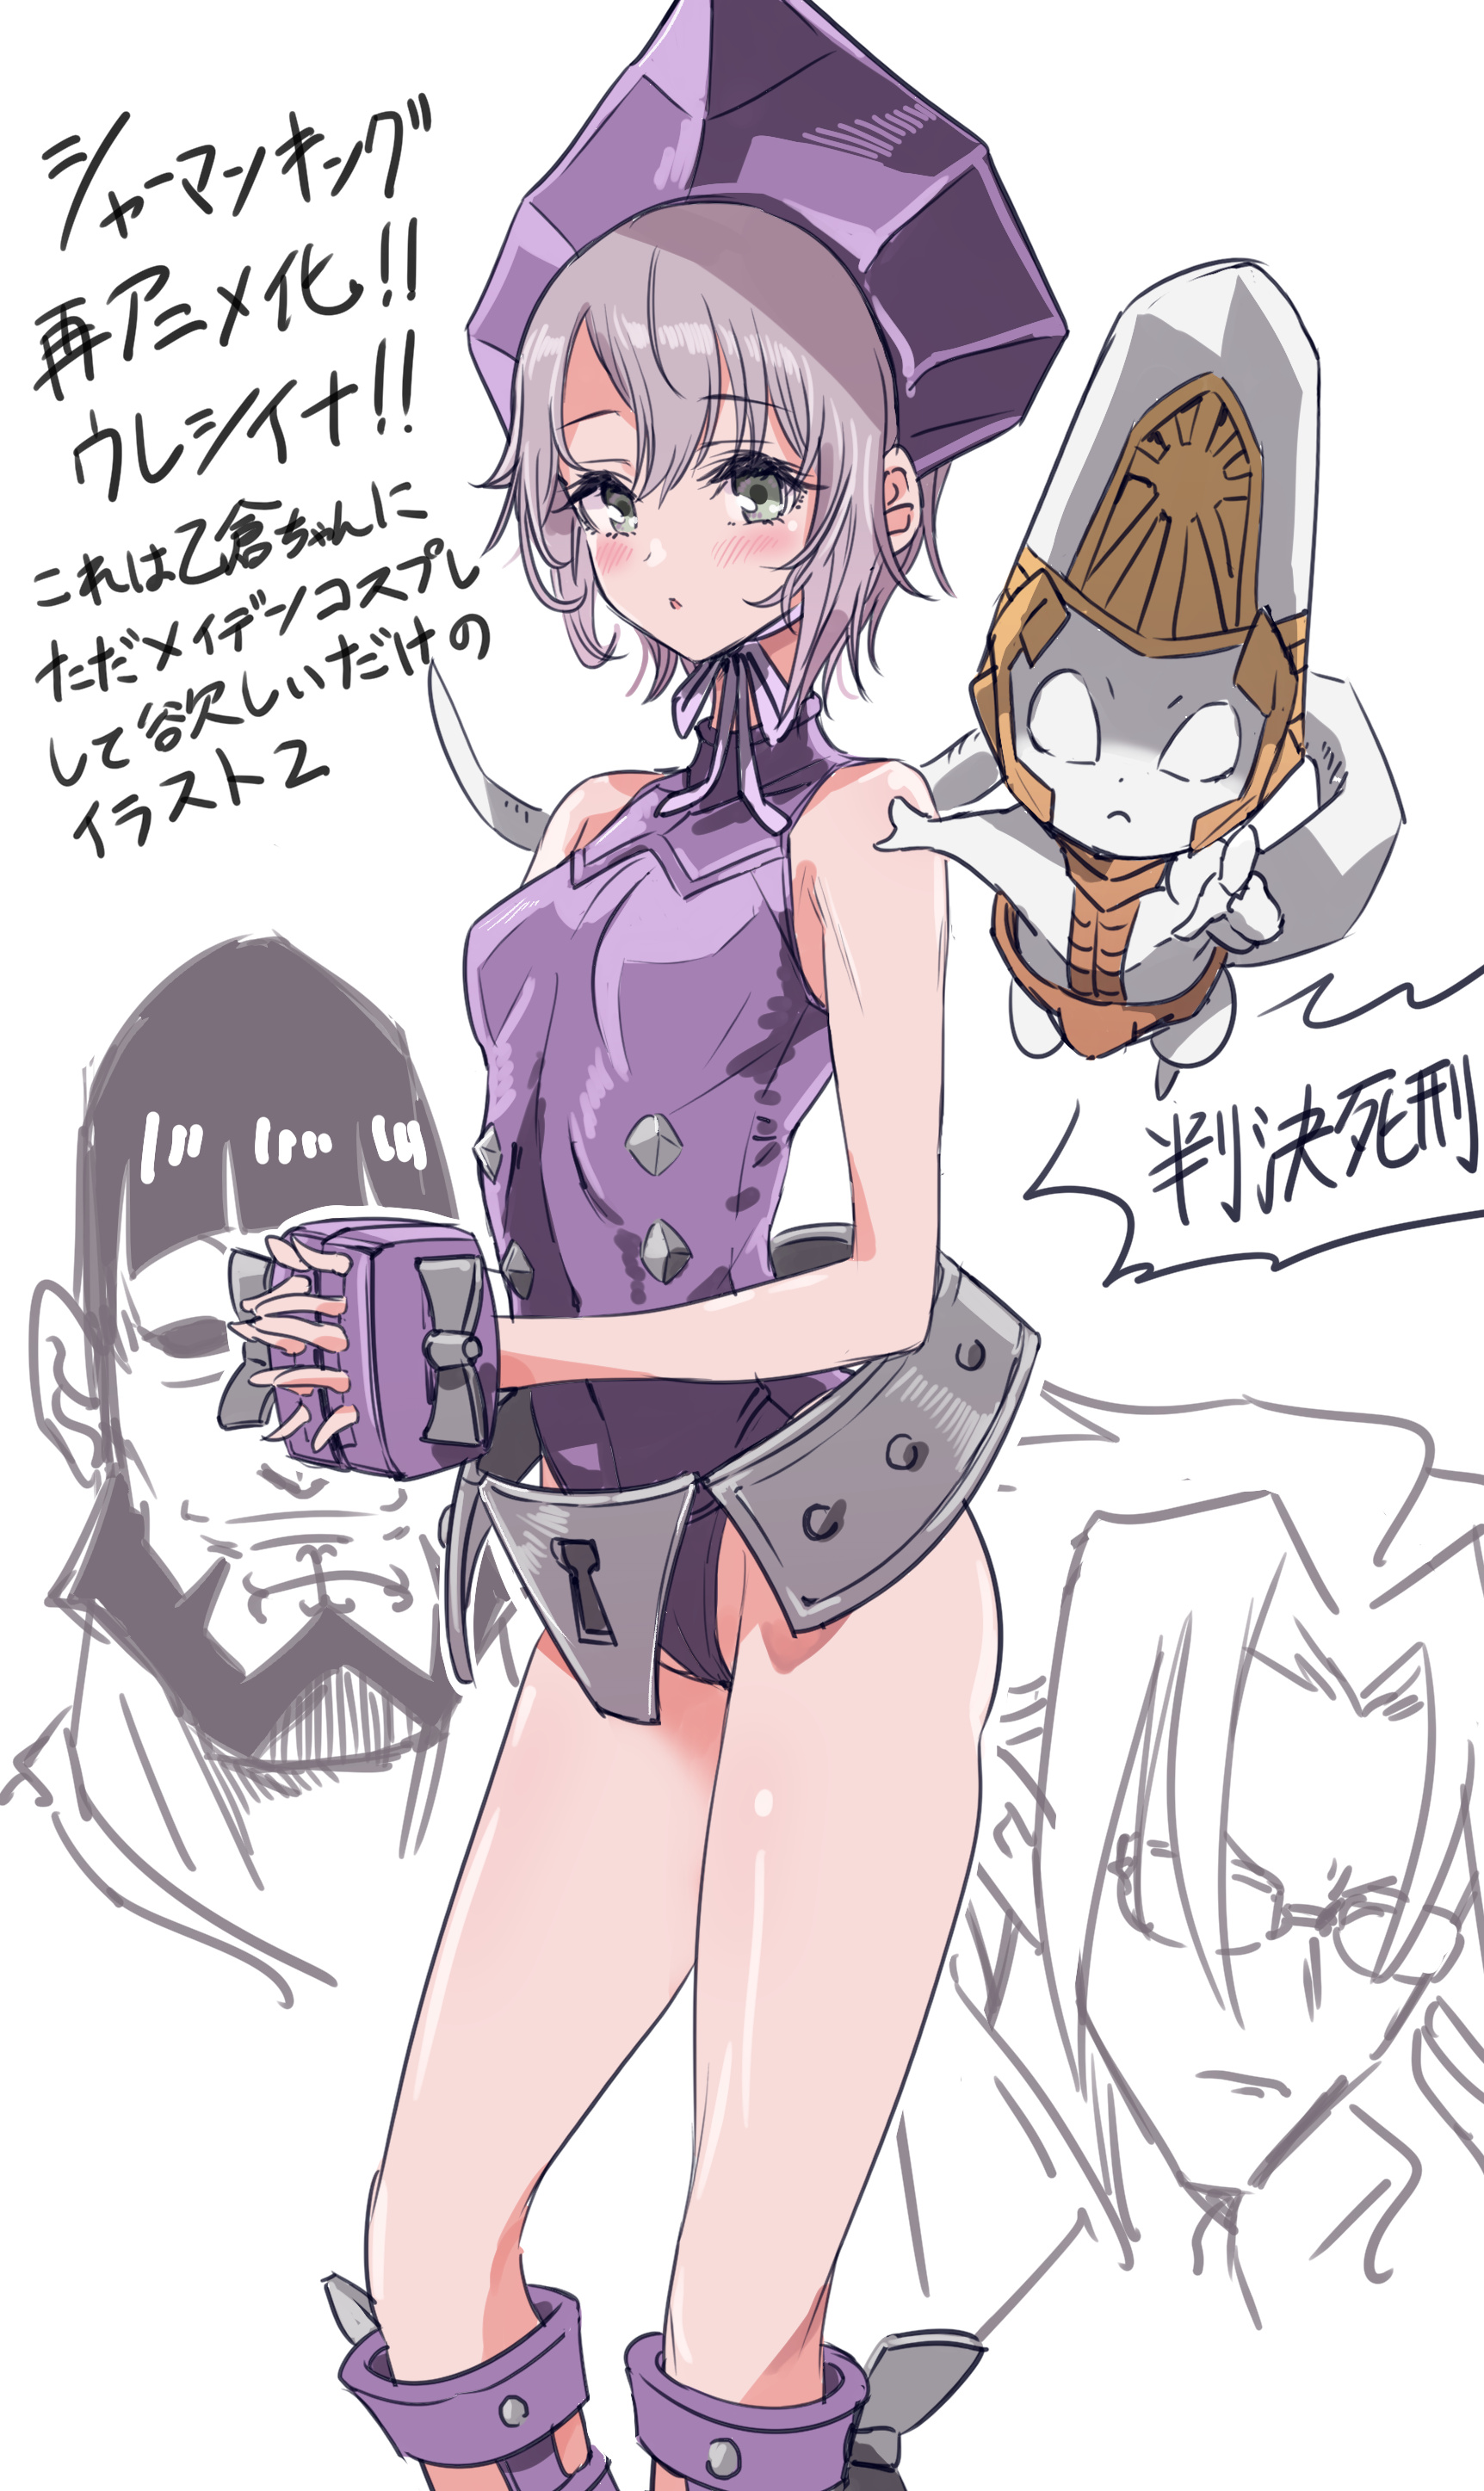 シャーマンキング
再アニメ化!!
ウレシイナ!!
これは乙倉ちゃんに
ただメイデンコスプレ
して欲しいだけの
イラスト2
判決死刑